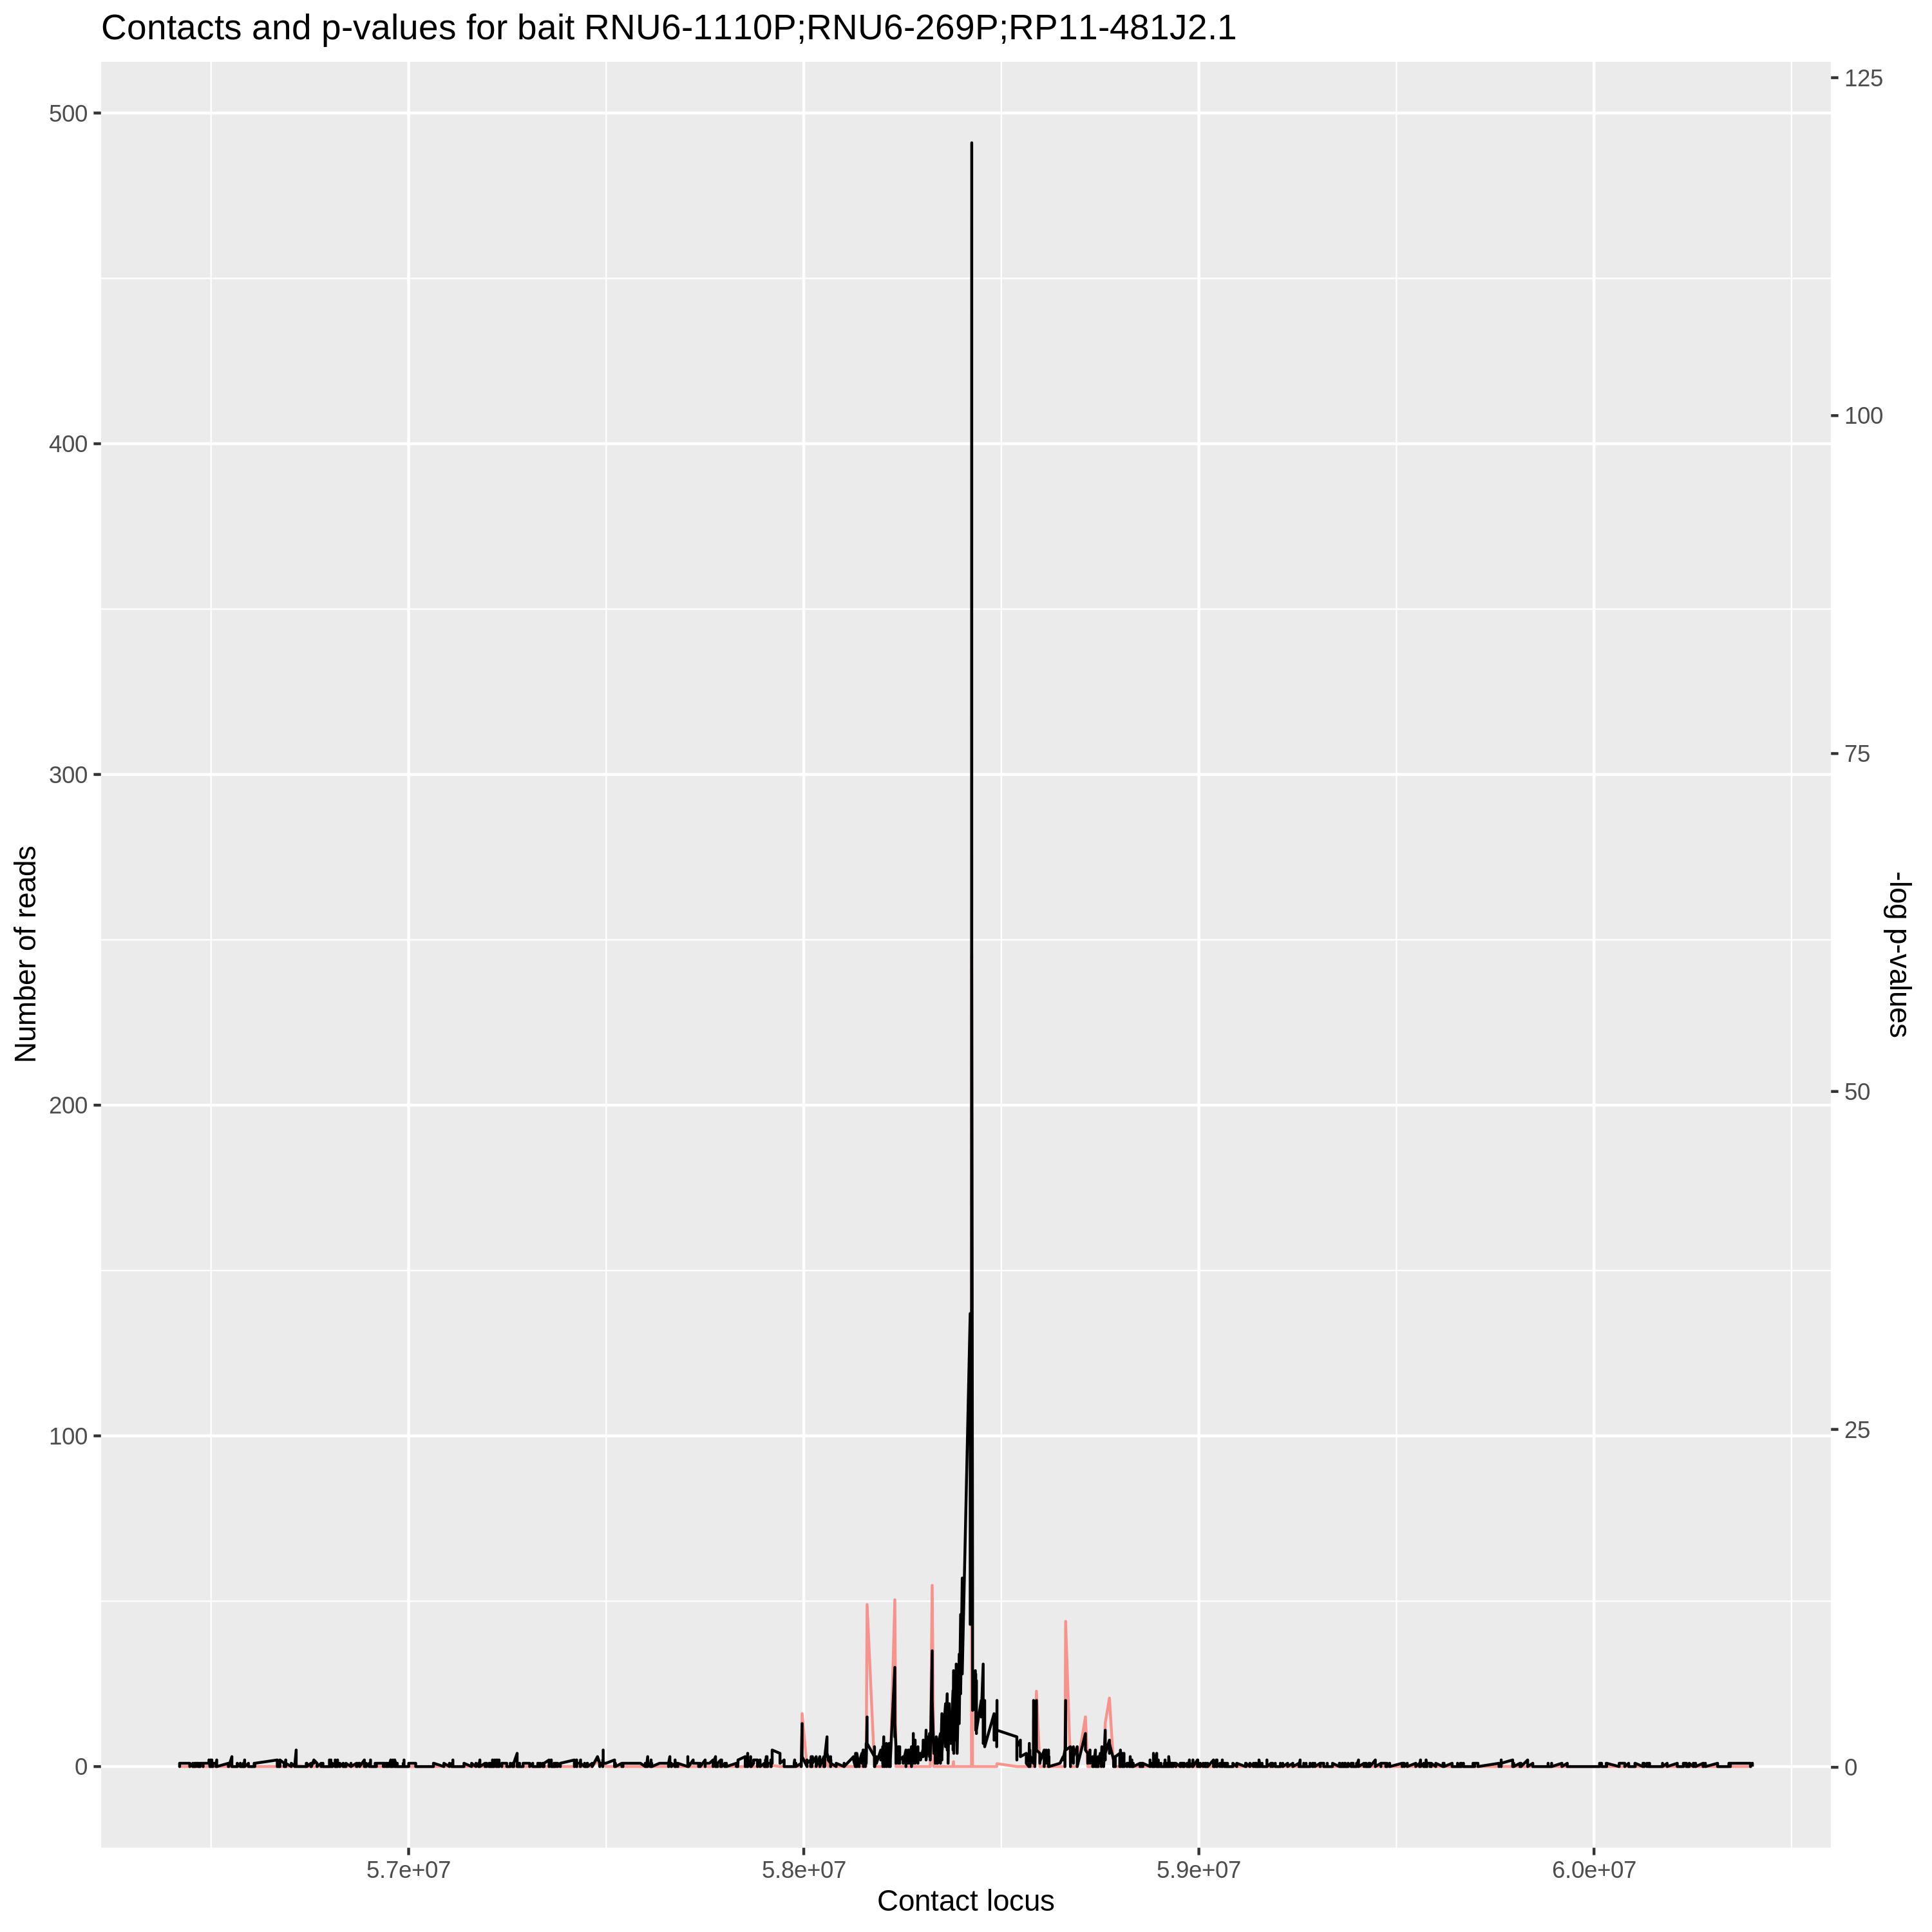 Contacts and p-values for bait RNU6-1110P;RNU6-269P;RP11-481J2.1
500
400
300
200
100
0
Number of reads
125
100
75
50
25
0
-log p-values
5.7e+07 5.8e+07 5.9e+07 6.0e+07
Contact locus